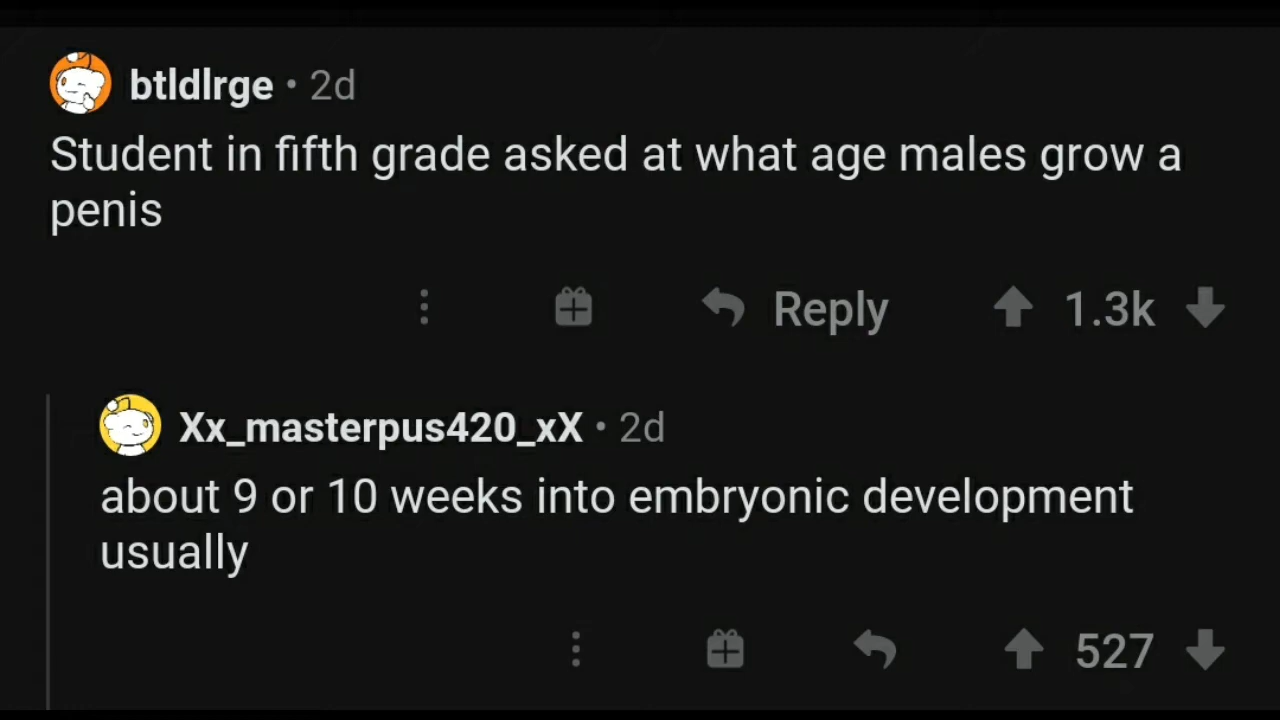 btldlrge • 2d
Student in fifth grade asked at what age males grow a
penis
Reply 1.3k
Xx_masterpus420_xX • 2d
about 9 or 10 weeks into embryonic development
usually
527